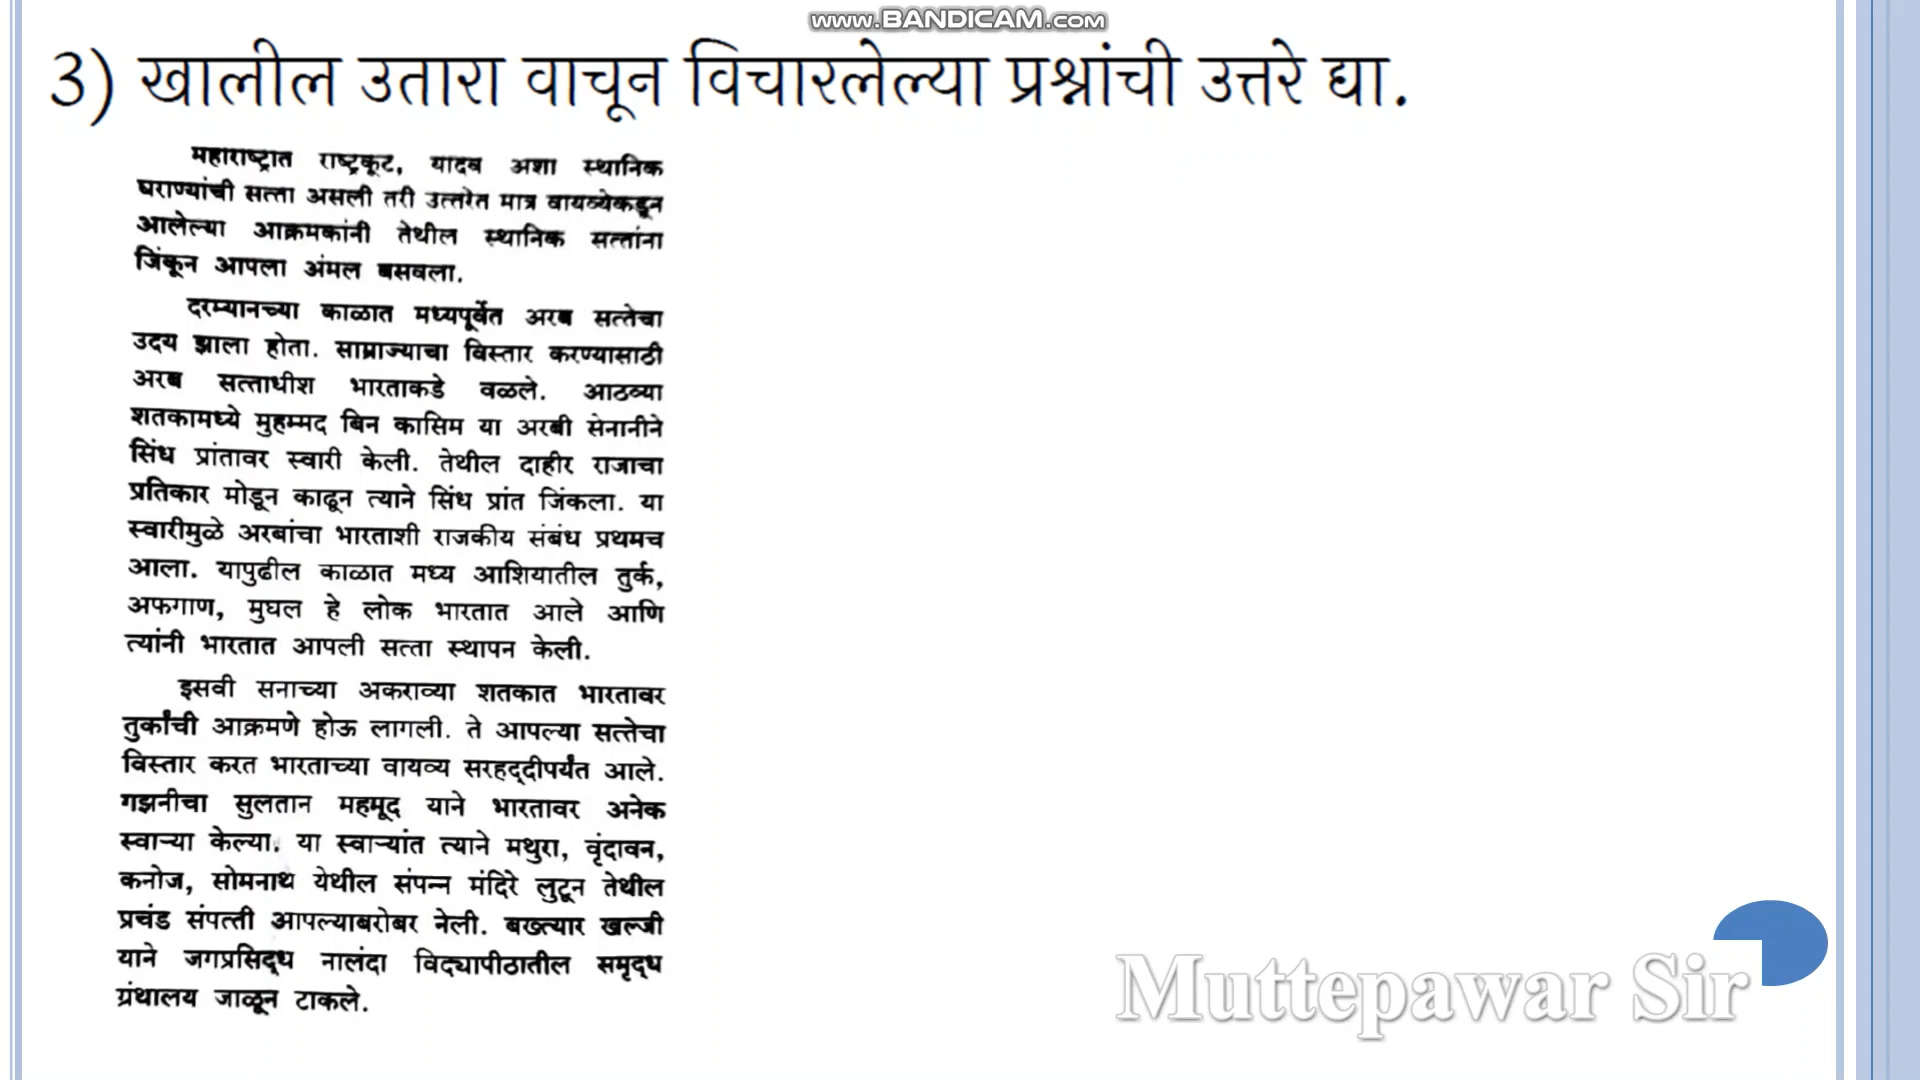 www.BANDICAM.com
3) खालील उतारा वाचून विचारलेल्या प्रश्नांची उत्तरे द्या.
महाराष्ट्रात राष्ट्रकूट, यादव अशा स्थानिक
घराण्यांची सत्ता असली तरी उत्तरेत मात्र वायव्येकडून
आलेल्या आक्रमकांनी तेथील स्थानिक सत्तांना
जिंकून आपला अंमल बसवला.
दरम्यानच्या काळात मध्यपूर्वेत अरब सत्तेचा
उदय झाला होता. साम्राज्याचा विस्तार करण्यासाठी
अरब सत्ताधीश भारताकडे वळले. आठव्या
शतकामध्ये मुहम्मद बिन कासिम या अरबी सेनानीने
सिंध प्रांतावर स्वारी केली. तेथील दाहीर राजाचा
प्रतिकार मोडून काढून त्याने सिंध प्रांत जिंकला. या
स्वारीमुळे अरबांचा भारताशी राजकीय संबंध प्रथमच
आला. यापुढील काळात मध्य आशियातील तुर्क,
अफगाण, मुघल हे लोक भारतात आले आणि
त्यांनी भारतात आपली सत्ता स्थापन केली.
इसवी सनाच्या अकराव्या शतकात भारतावर
तुर्कांची आक्रमणे होऊ लागली. ते आपल्या सत्तेचा
विस्तार करत भारताच्या वायव्य सरहद्दीपर्यंत आले.
गझनीचा सुलतान महमूद याने भारतावर अनेक
स्वाऱ्या केल्या. या स्वाऱ्यांत त्याने मथुरा, वृंदावन,
कनोज, सोमनाथ येथील संपन्न मंदिरे लुटून तेथील
प्रचंड संपत्ती आपल्याबरोबर नेली. बख्त्यार खल्जी
याने जगप्रसिद्ध नालंदा विद्यापीठातील समृद्ध
ग्रंथालय जाळून टाकले.
Muttepawar Sir